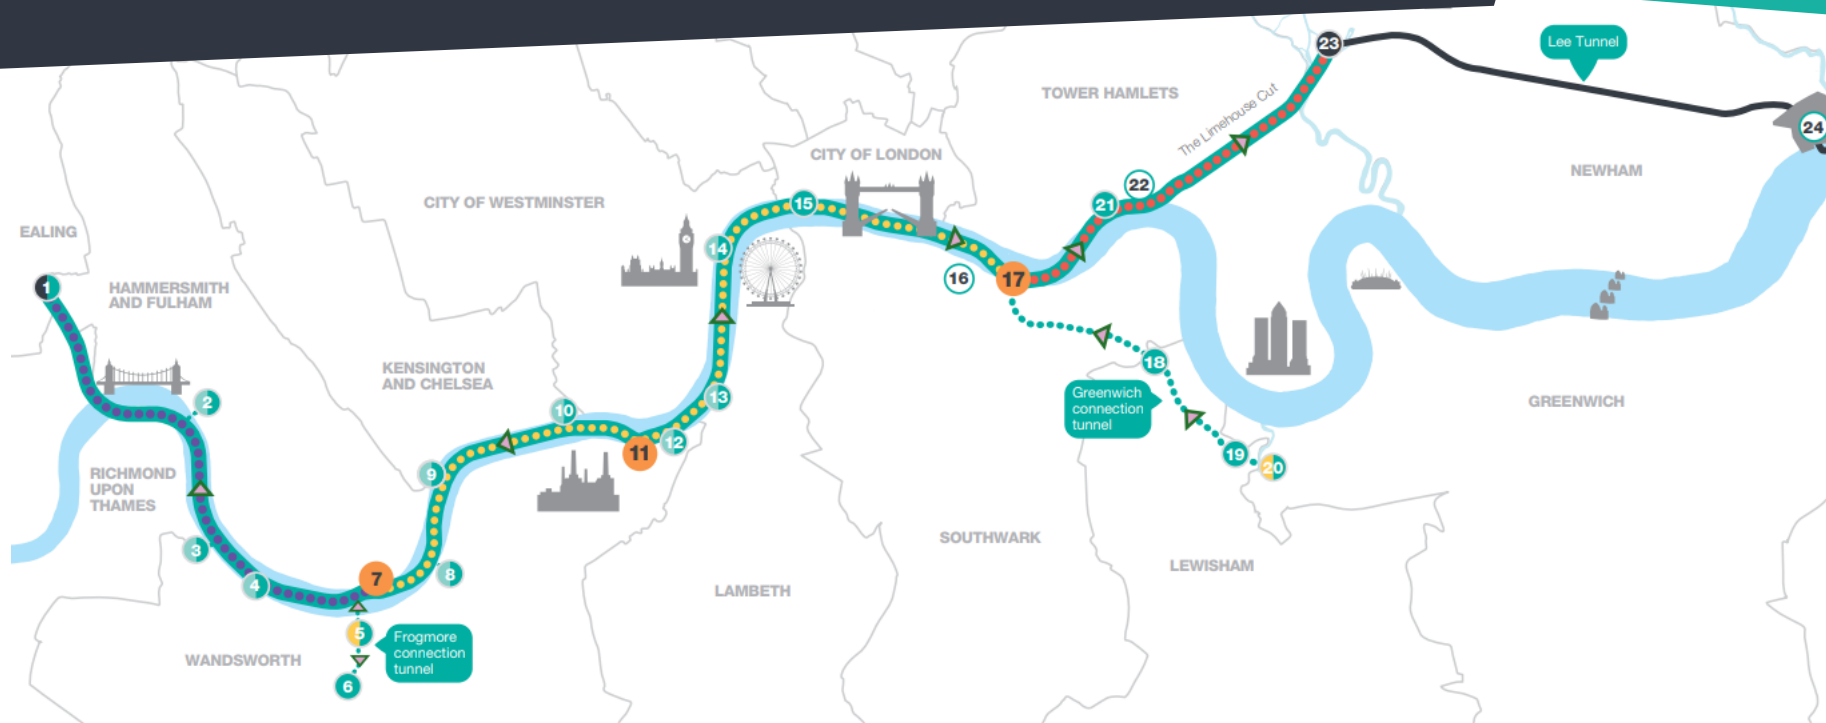 Lee Tunnel
23
TOWER HAMLETS
The Limehouse Cut
24
CITY OF LONDON
NEWHAM
22
CITY OF WESTMINSTER
15
21
EALING
14
16
17
1
HAMMERSMITH
AND FULHAM
18
KENSINGTON
AND CHELSEA
13
Greenwich
connection
tunnel
GREENWICH
2
10
12
11
19
20
9
RICHMOND
UPON
THAMES
SOUTHWARK
3
4
7
8
LEWISHAM
LAMBETH
5
Frogmore
connection
tunnel
WANDSWORTH
6